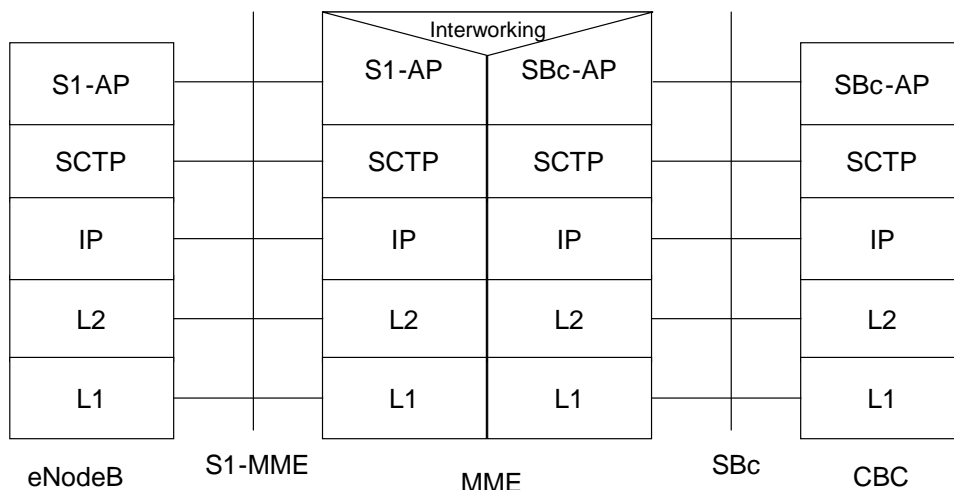 Interworking
S1-AP
S1-AP
SBc-AP
SBc-AP
SCTP
SCTP
SCTP
SCTP
IP
IP
IP
IP
L2
L2
L2
L2
L1
L1
L1
L1
eNodeB
S1-MME
MME
SBc
CBC